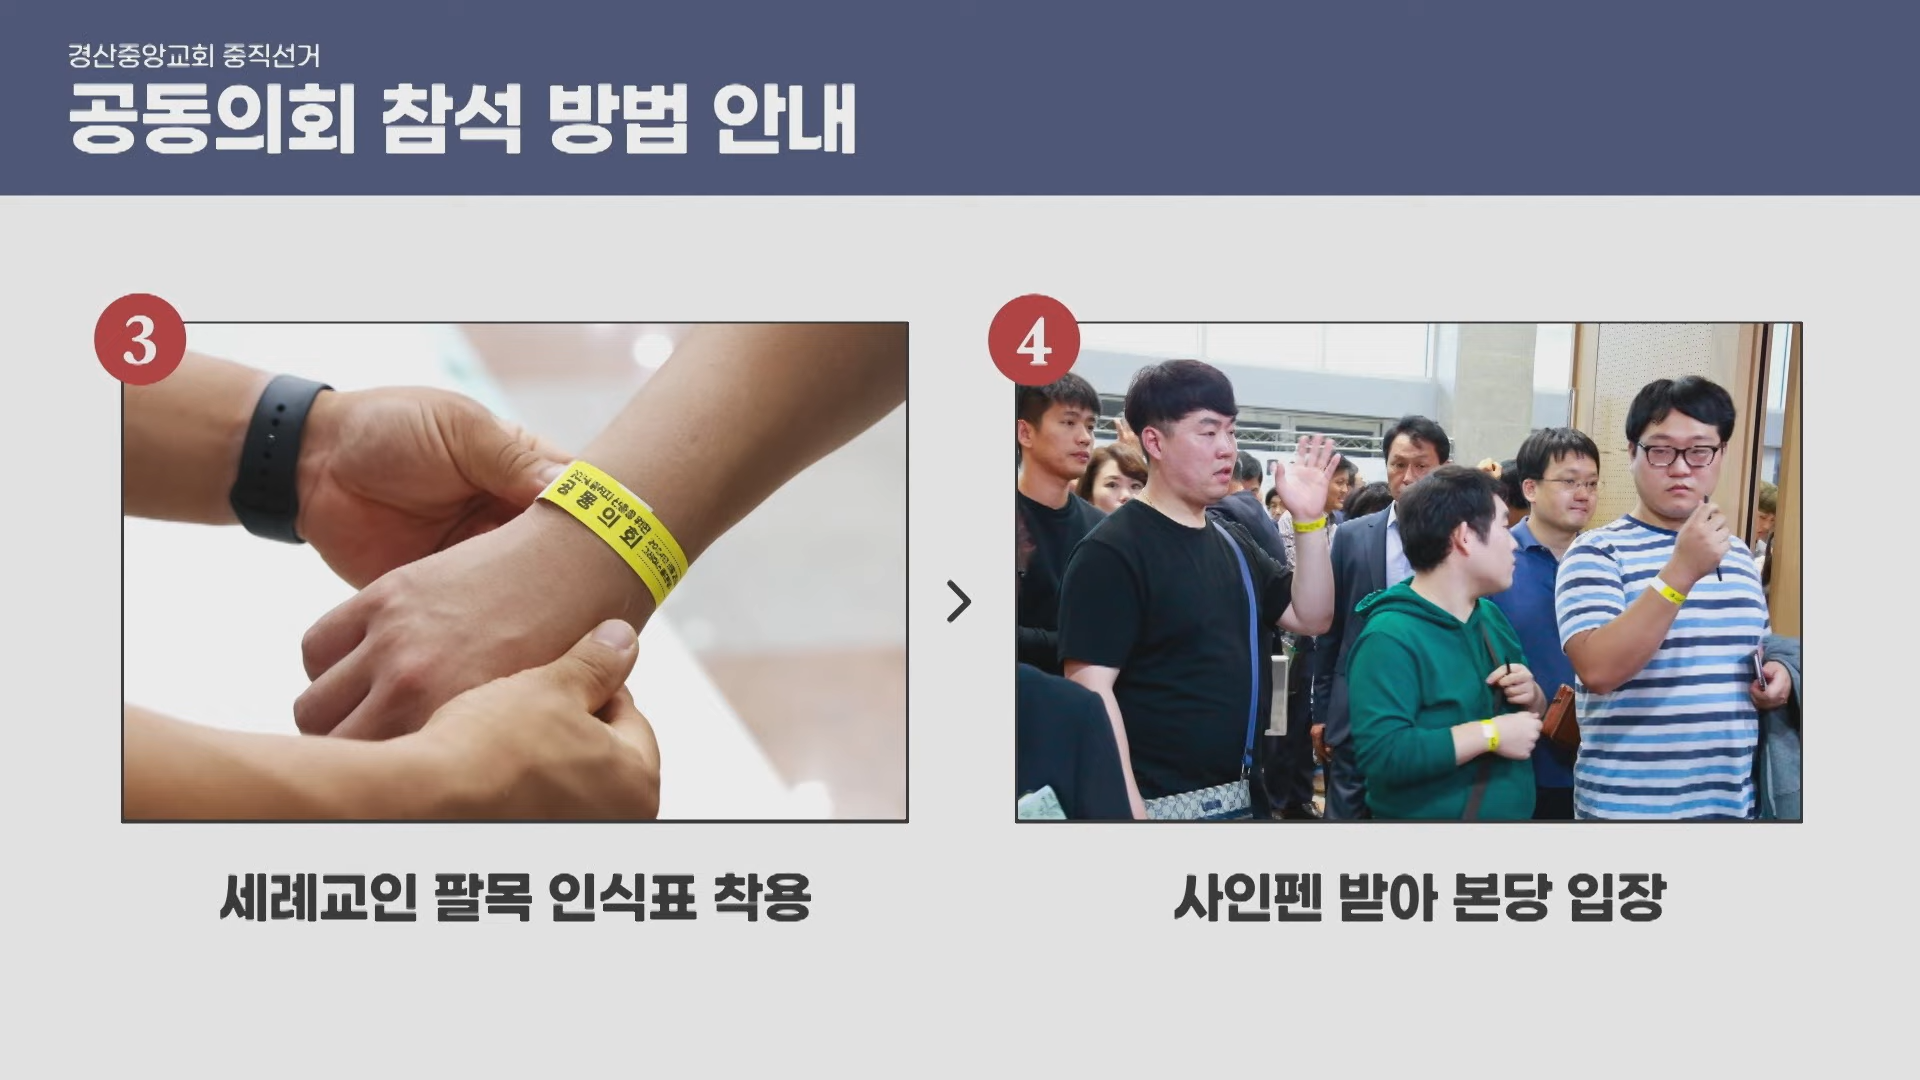 경산중앙교회 중직선거
공동의회 참석 방법 안내
3
4
공동의회
세례교인 팔목 인식표 착용
사인펜 받아 본당 입장